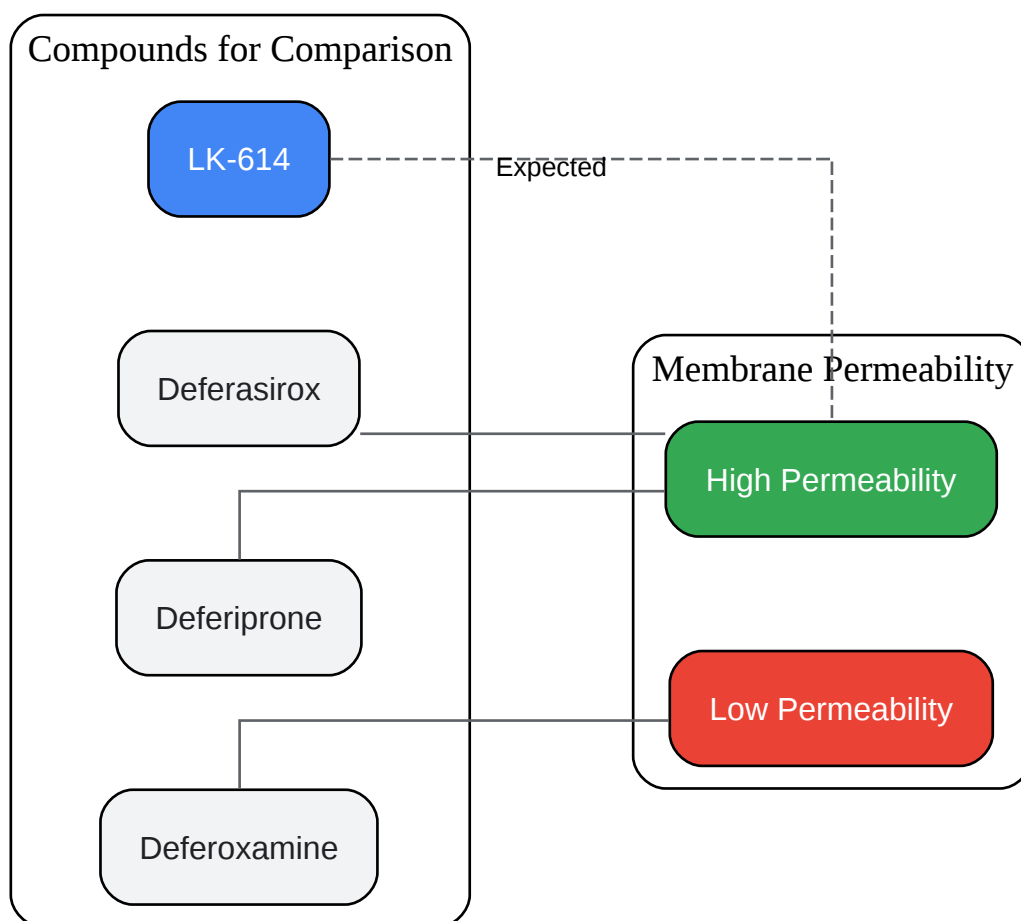 Compounds for Comparison
LK-614
Expected
Deferasirox
Membrane Permeability
High Permeability
Deferiprone
Low Permeability
Deferoxamine